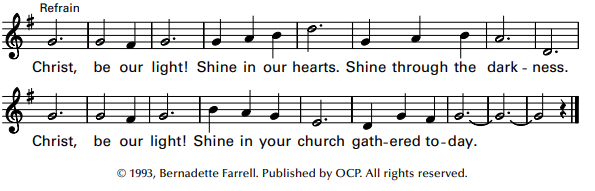 Refrain
Christ, be our light! Shine in our hearts. Shine through the dark - ness.
Christ, be our light! Shine in your church gath-ered to-day.
© 1993, Bernadette Farrell. Published by OCP. All rights reserved.